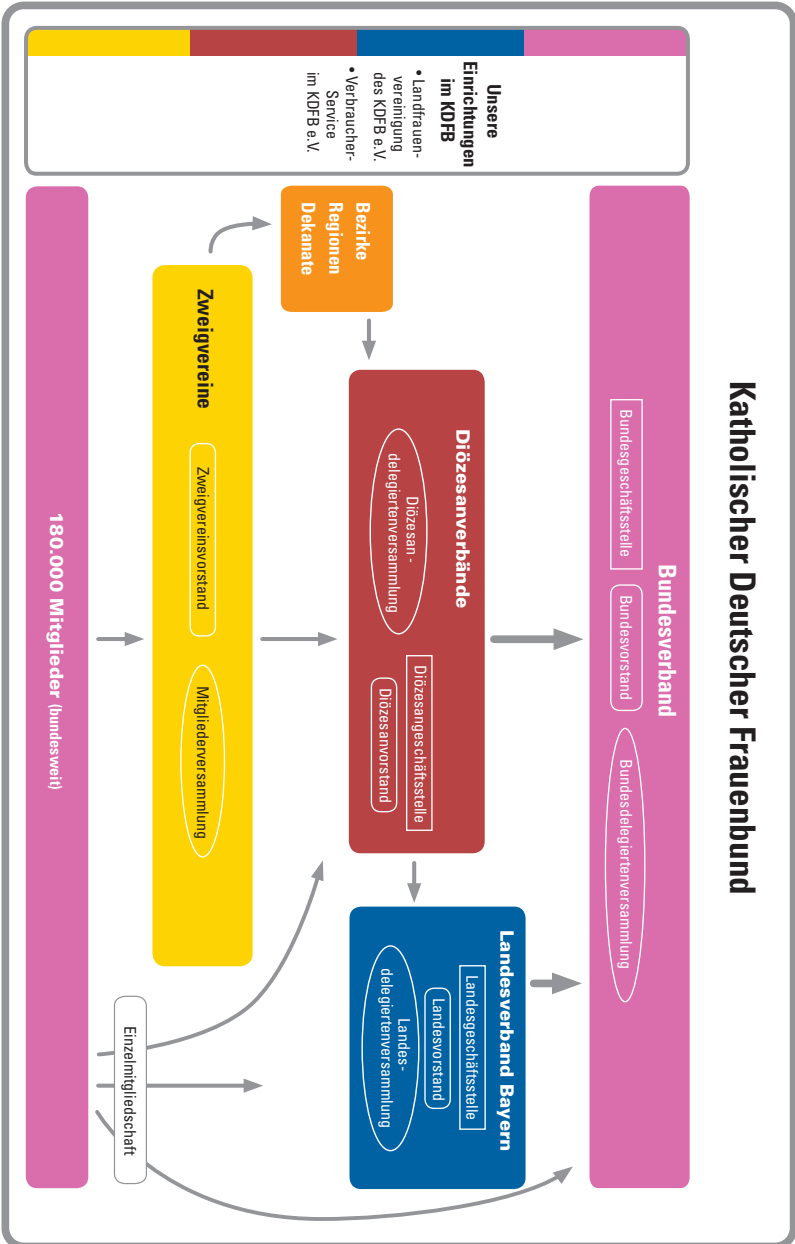 Katholischer Deutscher Frauenbund
Bundesverband
Bundesgeschäftsstelle
Bundesvorstand
Bundesdelegiertenversammlung
Unsere
Einrichtungen
im KDFB
• Landfrauen-
vereinigung
des KDFB e.V.
• Verbraucher-
Service
im KDFB e.V.
Diözesanverbände
Diözesan-
delegiertenversammlung
Diözesangeschäftsstelle
Diözesanvorstand
Landesverband Bayern
Landesgeschäftsstelle
Landesvorstand
Landes-
delegiertenversammlung
Bezirke
Regionen
Dekanate
Zweigvereine
Zweigvereinsvorstand
Mitgliederversammlung
Einzelmitgliedschaft
180.000 Mitglieder (bundesweit)